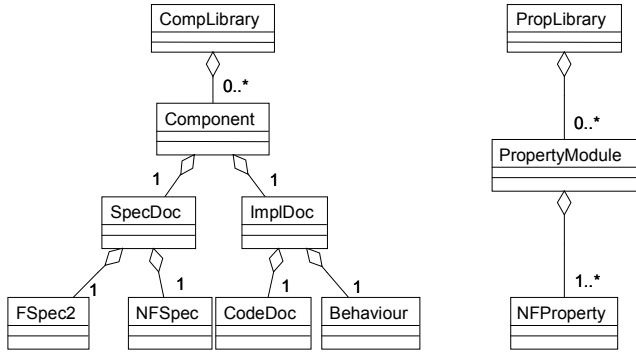 CompLibrary
PropLibrary
0..*
0..*
Component
PropertyModule
1
1
SpecDoc
ImplDoc
1
1
1
1
1..*
FSpec2
NFSpec
CodeDoc
Behaviour
NFProperty